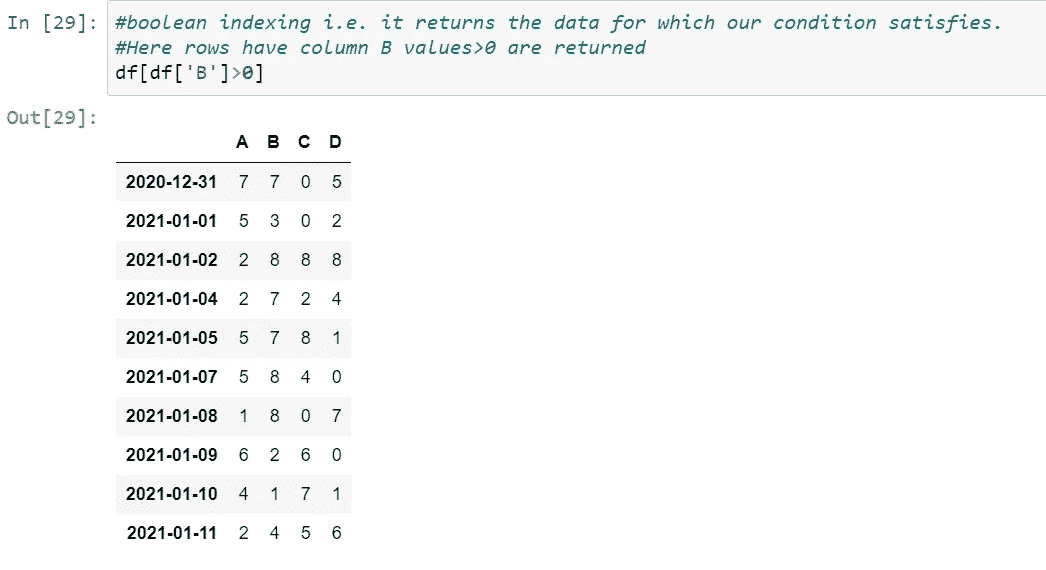 In [29]: #boolean indexing i.e. it returns the data for which our condition satisfies.
#Here rows have column B values>0 are returned
df[df['B']>0]
Out[29]:
A B C D
2020-12-31 7 7 0 5
2021-01-01 5 3 0 2
2021-01-02 2 8 8 8
2021-01-04 2 7 2 4
2021-01-05 5 7 8 1
2021-01-07 5 8 4 0
2021-01-08 1 8 0 7
2021-01-09 6 2 6 0
2021-01-10 4 1 7 1
2021-01-11 2 4 5 6